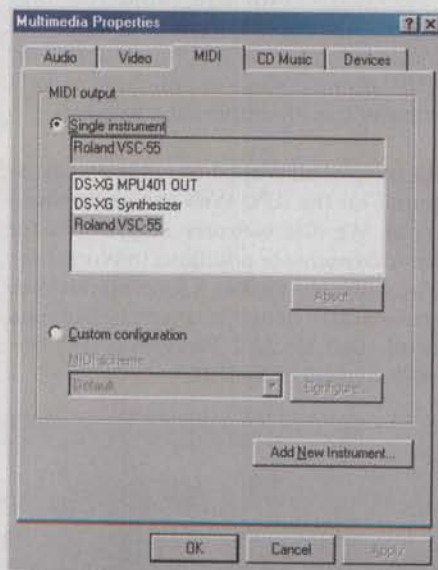 Multimedia Properties
Audio Video MIDI CD Music Devices
MIDI output
Single instrument
Roland VSC-55
DS-XG MPU401 OUT
DS-XG Synthesizer
Roland VSC-55
About...
Custom configuration
MIDI scheme
Default
Configure...
Add New Instrument...
OK Cancel Apply